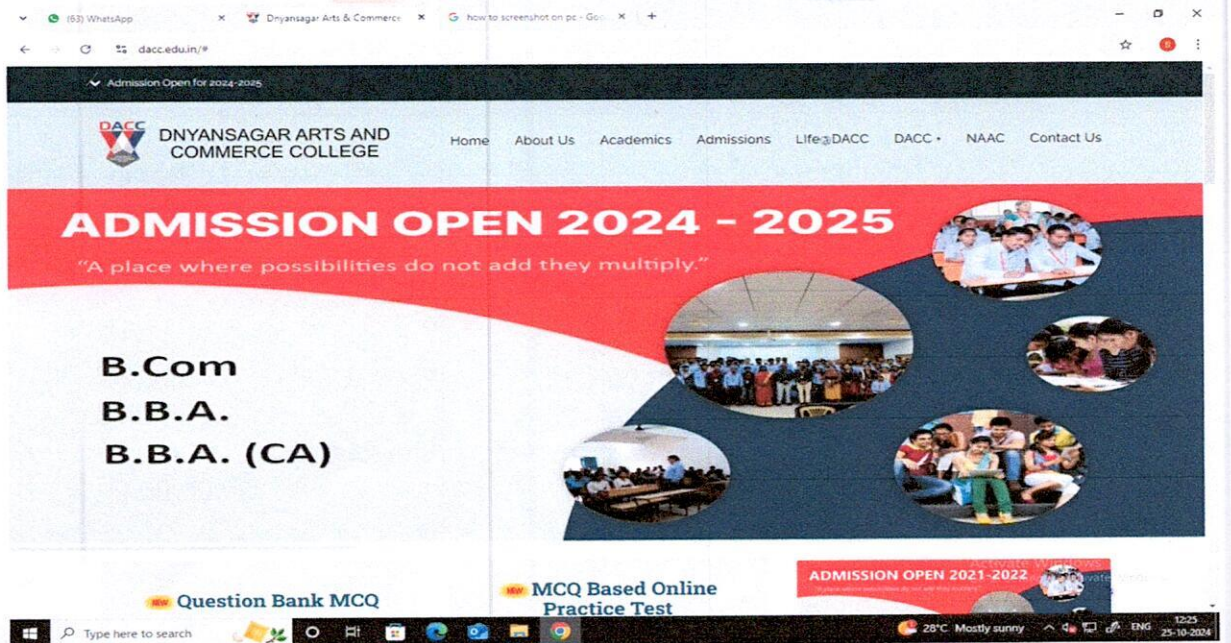 (63) WhatsApp
Dnyansagar Arts & Commerce
how to screenshot on pc - Goo
dacc.edu.in/#
Admission Open for 2024-2025
DACC
DNYANSAGAR ARTS AND
COMMERCE COLLEGE
Home About Us Academics Admissions Life@DACC DACC NAAC Contact Us
ADMISSION OPEN 2024 - 2025
"A place where possibilities do not add they multiply."
B.Com
B.B.A.
B.B.A. (CA)
NEW Question Bank MCQ
NEW MCQ Based Online
Practice Test
ADMISSION OPEN 2021-2022
Activate Windows
Type here to search
28°C Mostly sunny
ENG
12:25
25-10-2024